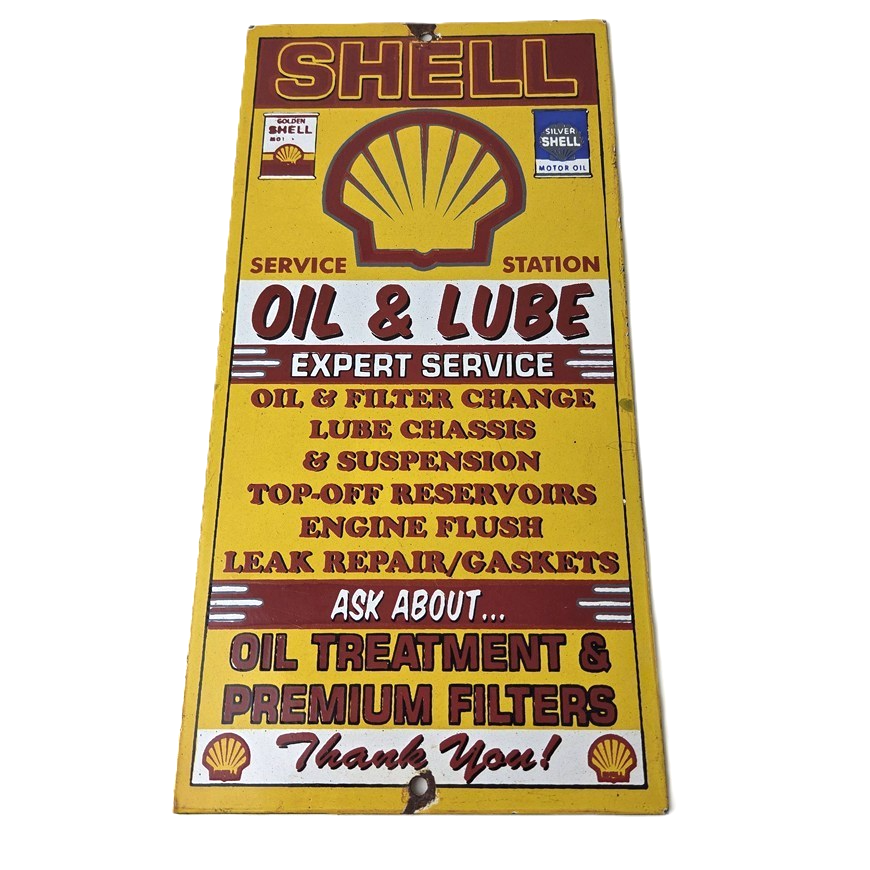 SHELL
GOLDEN
SHELL
SILVER
SHELL
MOTOR OIL
SERVICE STATION
OIL & LUBE
EXPERT SERVICE
OIL & FILTER CHANGE
LUBE CHASSIS
& SUSPENSION
TOP-OFF RESERVOIRS
ENGINE FLUSH
LEAK REPAIR/GASKETS
ASK ABOUT...
OIL TREATMENT &
PREMIUM FILTERS
Thank You!